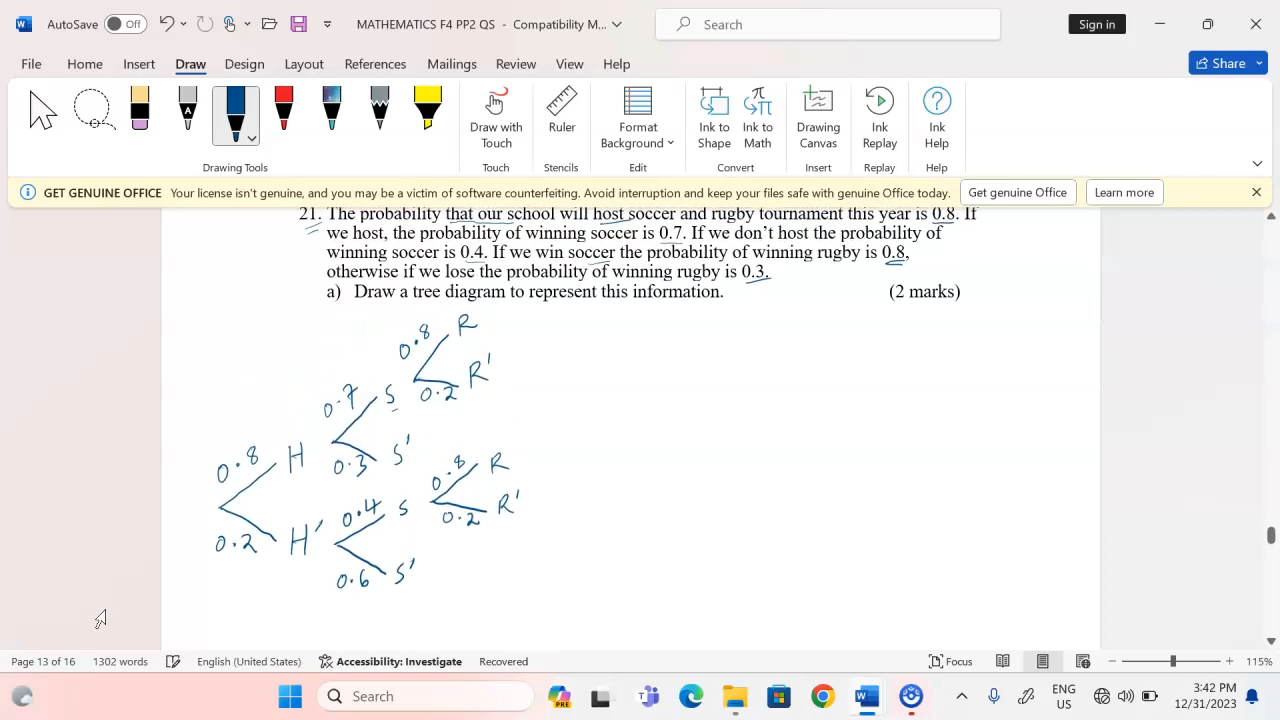 AutoSave Off MATHEMATICS F4 PP2 QS - Compatibility M... Search Sign in
File Home Insert Draw Design Layout References Mailings Review View Help Share
A
Draw with Touch Ruler Format Background Ink to Shape Ink to Math Drawing Canvas Ink Replay Ink Help
Drawing Tools Touch Stencils Edit Convert Insert Replay Help
GET GENUINE OFFICE Your license isn't genuine, and you may be a victim of software counterfeiting. Avoid interruption and keep your files safe with genuine Office today. Get genuine Office Learn more
21. The probability that our school will host soccer and rugby tournament this year is 0.8. If
we host, the probability of winning soccer is 0.7. If we don't host the probability of
winning soccer is 0.4. If we win soccer the probability of winning rugby is 0.8,
otherwise if we lose the probability of winning rugby is 0.3.
a) Draw a tree diagram to represent this information. (2 marks)
0.8 R
0.7 S 0.2 R'
0.8 H 0.3 S'
0.8 R
0.2 H' 0.4 S 0.2 R'
0.6 S'
Page 13 of 16 1302 words English (United States) Accessibility: Investigate Recovered Focus 115%
Search PRE ENG US 3:42 PM 12/31/2023